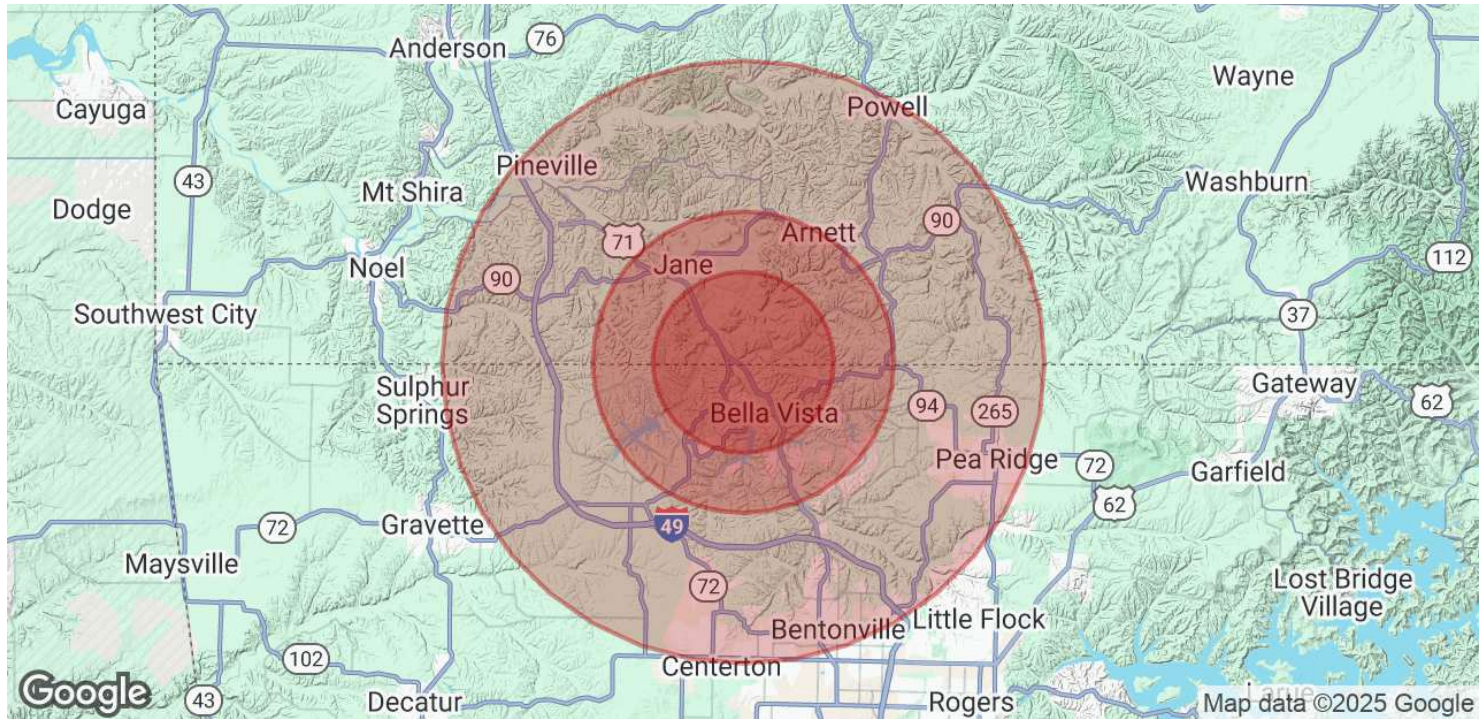 Anderson
76
Wayne
Cayuga
Powell
Pineville
43
Mt Shira
Washburn
Dodge
90
Arnett
71
112
Noel
Jane
90
Southwest City
37
Sulphur
Springs
Gateway
62
Bella Vista
94
265
Pea Ridge
72
Garfield
62
72
Gravette
49
Maysville
72
Lost Bridge
Village
Bentonville
Little Flock
102
Centerton
43
Decatur
Rogers
Larue
Google
Map data ©2025 Google